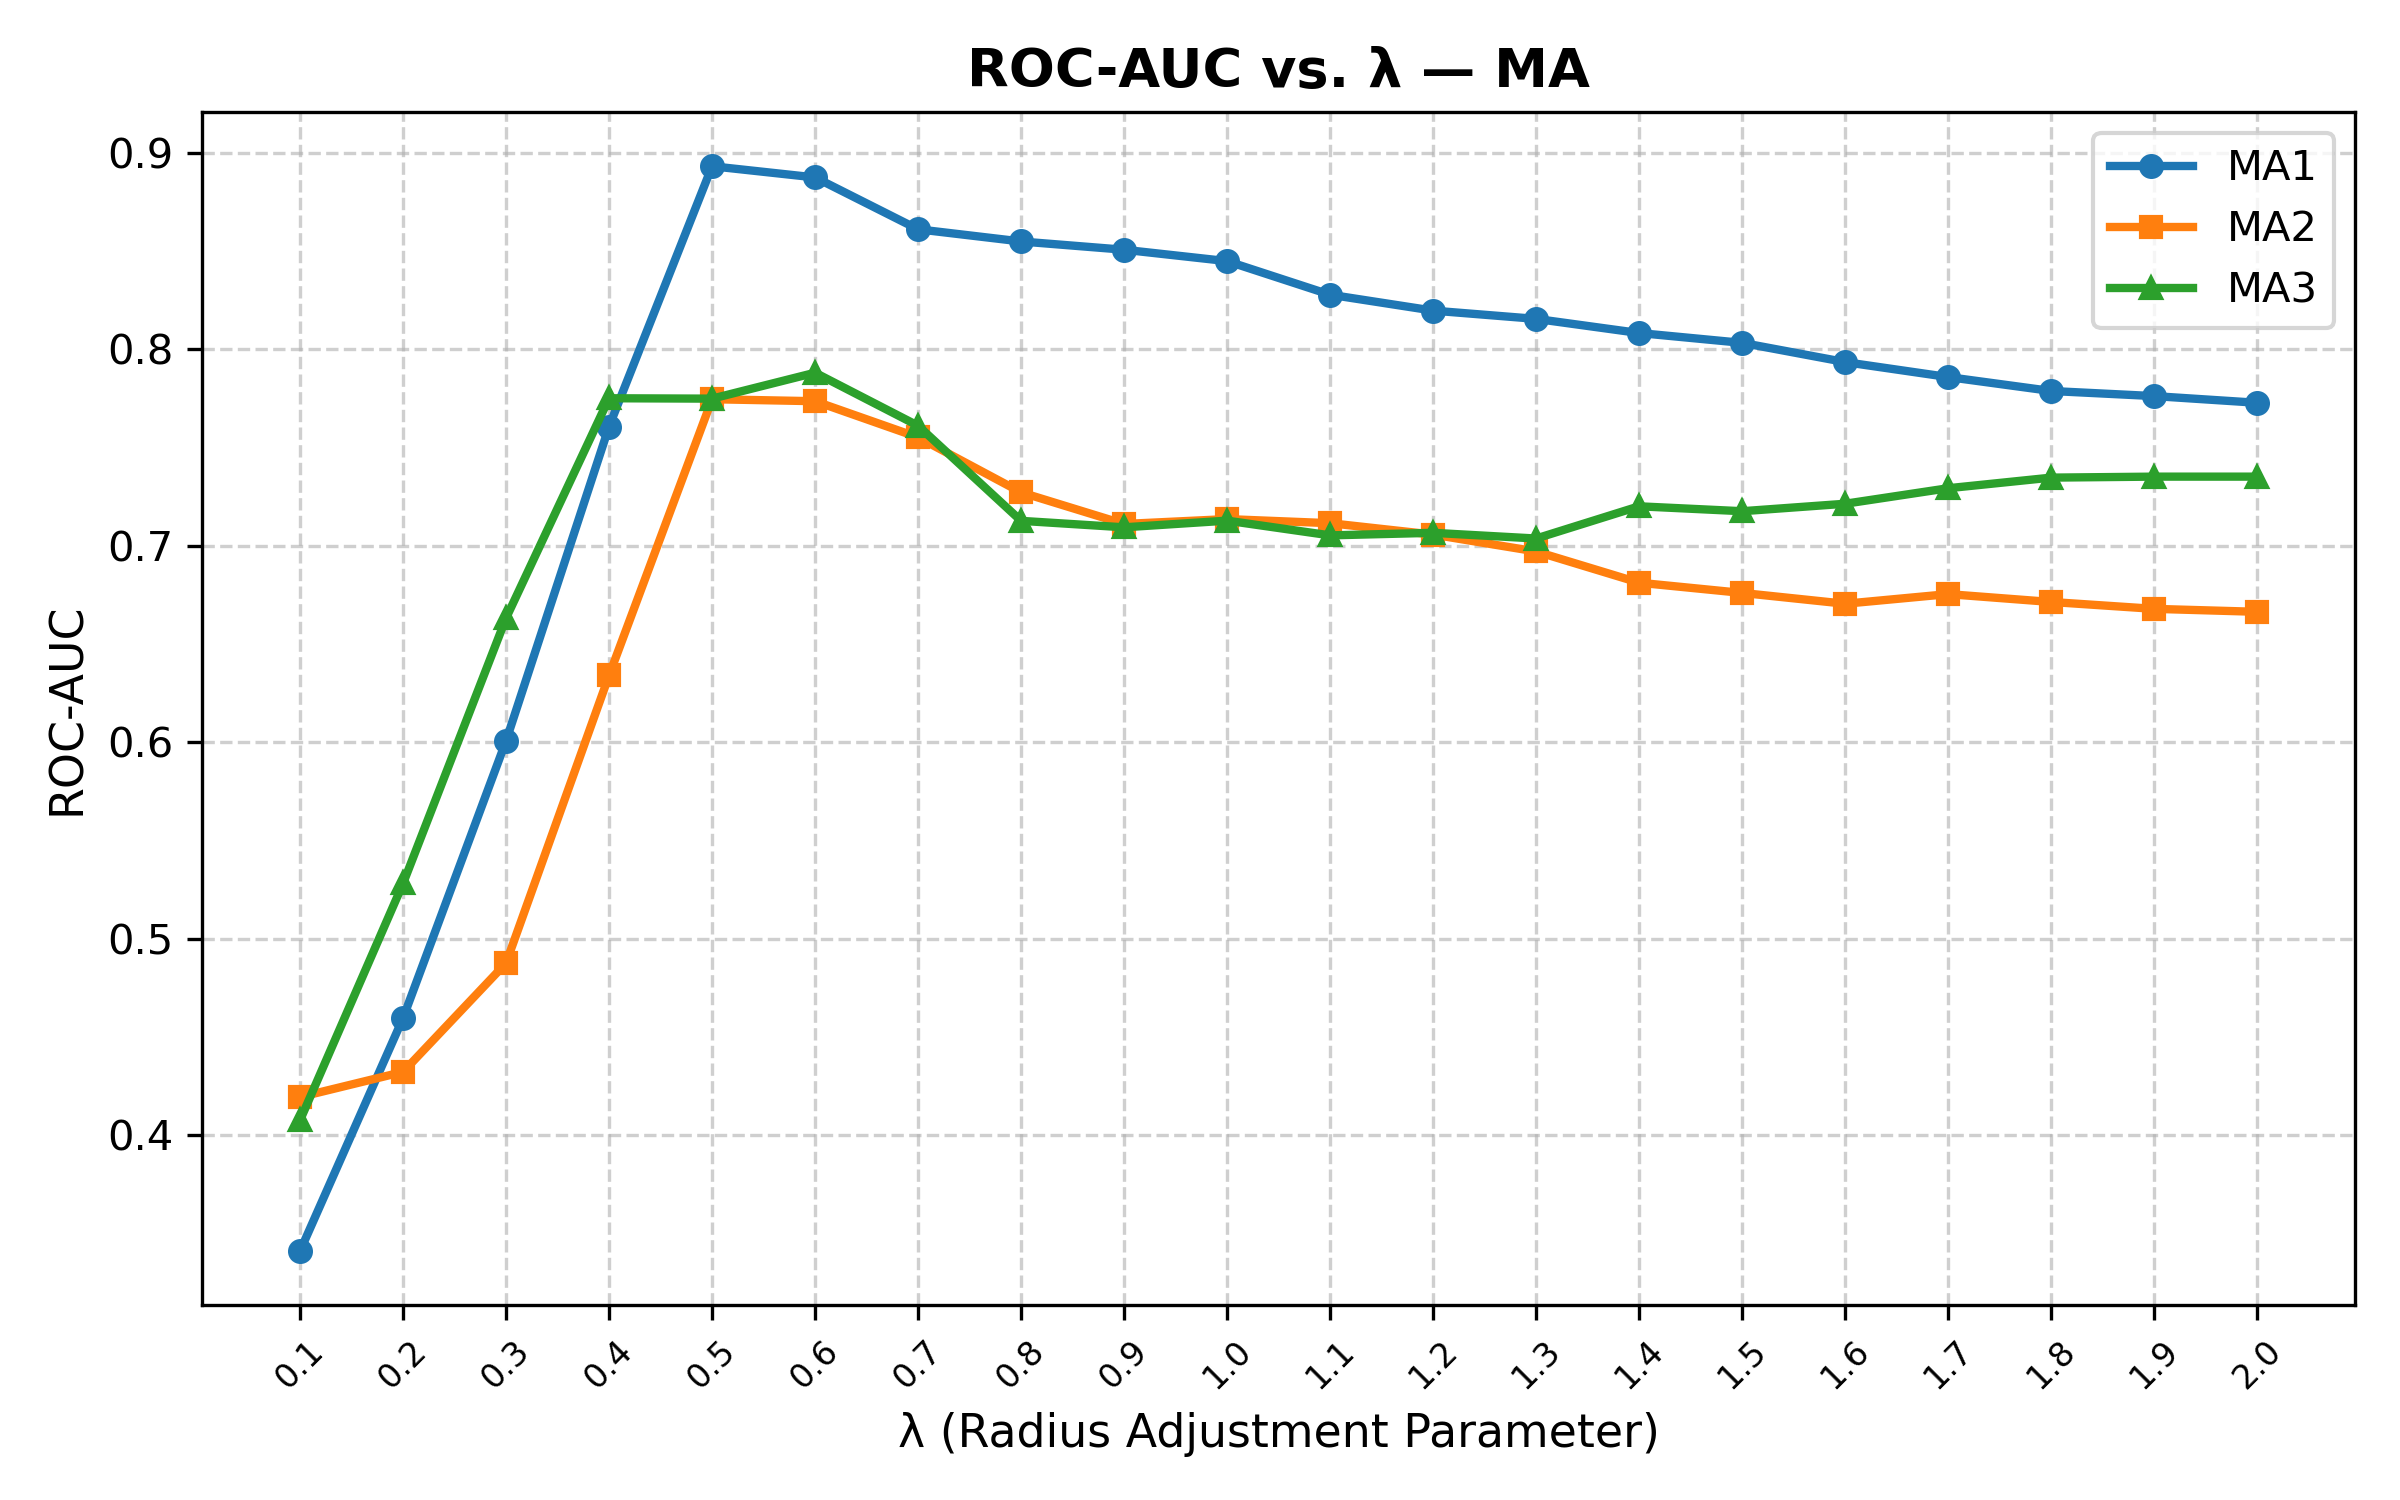 ROC-AUC vs. λ — MA
MA1
MA2
MA3
ROC-AUC
0.9
0.8
0.7
0.6
0.5
0.4
0.1 0.2 0.3 0.4 0.5 0.6 0.7 0.8 0.9 1.0 1.1 1.2 1.3 1.4 1.5 1.6 1.7 1.8 1.9 2.0
λ (Radius Adjustment Parameter)